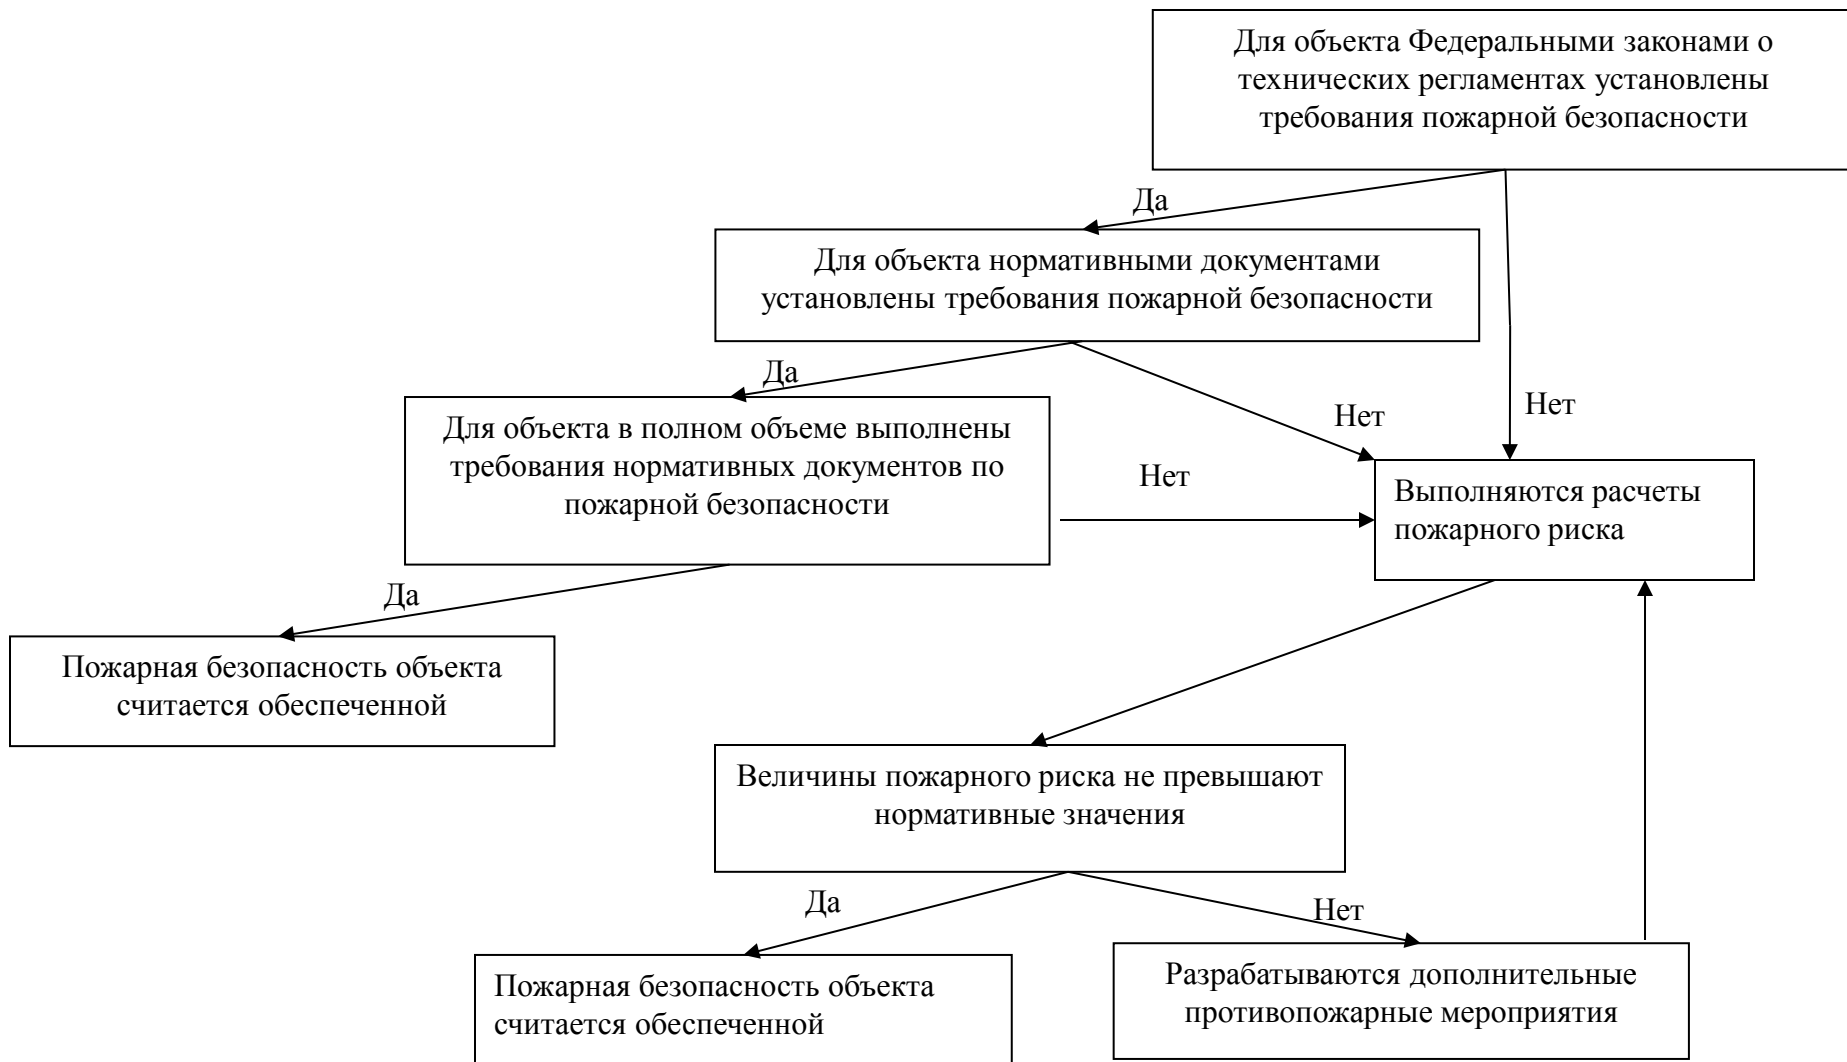 Для объекта Федеральными законами о
технических регламентах установлены
требования пожарной безопасности
Да
Для объекта нормативными документами
установлены требования пожарной безопасности
Да
Нет
Нет
Для объекта в полном объеме выполнены
требования нормативных документов по
пожарной безопасности
Нет
Выполняются расчеты
пожарного риска
Да
Пожарная безопасность объекта
считается обеспеченной
Величины пожарного риска не превышают
нормативные значения
Да
Нет
Пожарная безопасность объекта
считается обеспеченной
Разрабатываются дополнительные
противопожарные мероприятия